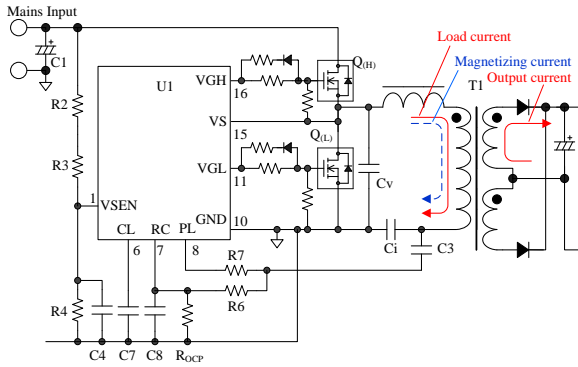 Mains Input
C1
Load current
Magnetizing current
Output current
T1
U1
VGH
16
Q(H)
R2
VS
15
Q(L)
R3
VGL
11
Cv
1
VSEN
GND
10
CL
RC
PL
6
7
8
Ci
C3
R7
R6
R4
C4
C7
C8
ROCP